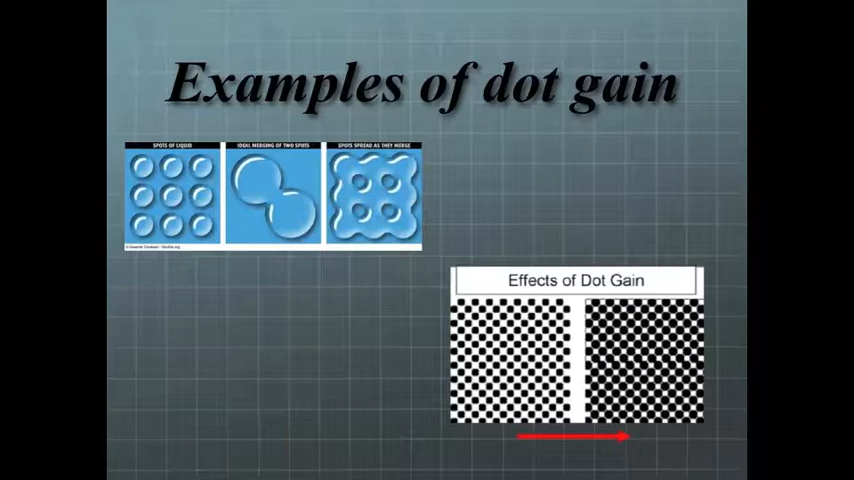 Examples of dot gain
SPOTS OF LIQUID
IDEAL MERGING OF TWO SPOTS
SPOTS SPREAD AS THEY MERGE
Effects of Dot Gain